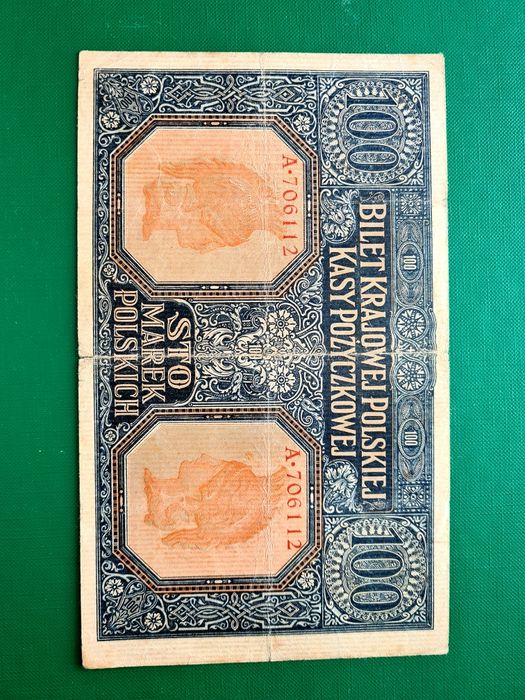 100 100
BILET KRAJOWEJ POLSKIEJ
KASY POŻYCZKOWEJ
100 100
A·706112 A·706112
100
STO
MAREK
POLSKICH